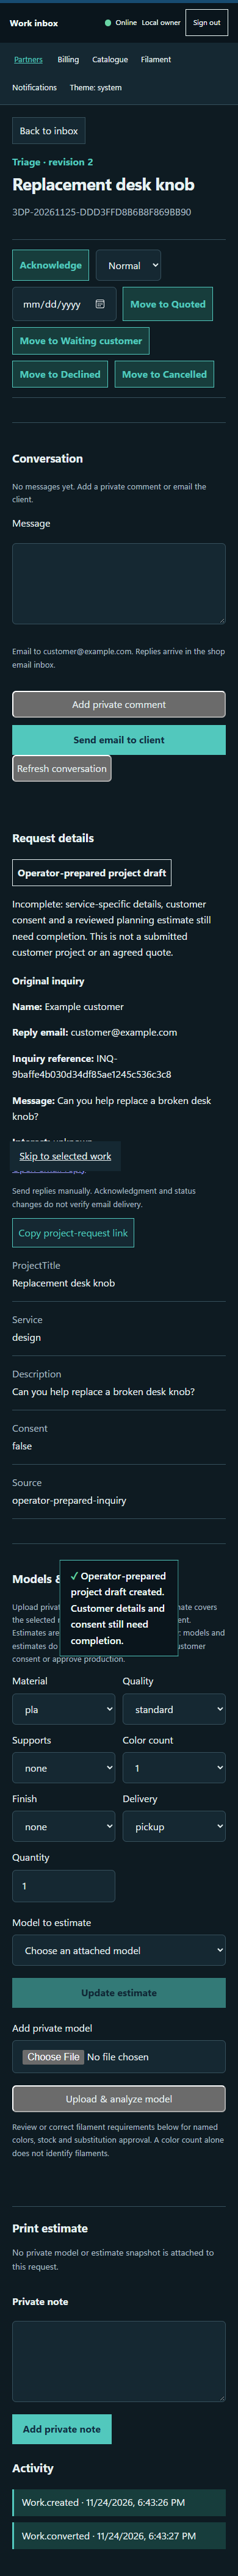 Work inbox
Online Local owner Sign out
Partners Billing Catalogue Filament
Notifications Theme: system
Back to inbox
Triage · revision 2
Replacement desk knob
3DP-20261125-DDD3FFD8B6B8F869BB90
Acknowledge Normal
mm/dd/yyyy Move to Quoted
Move to Waiting customer
Move to Declined Move to Cancelled
Conversation
No messages yet. Add a private comment or email the
client.
Message
Email to customer@example.com. Replies arrive in the shop
email inbox.
Add private comment
Send email to client
Refresh conversation
Request details
Operator-prepared project draft
Incomplete: service-specific details, customer
consent and a reviewed planning estimate still
need completion. This is not a submitted
customer project or an agreed quote.
Original inquiry
Name: Example customer
Reply email: customer@example.com
Inquiry reference: INQ-
9baffe4b030d34df85ae1245c536c3c8
Message: Can you help replace a broken desk
knob?
Skip to selected work
Send replies manually. Acknowledgment and status
changes do not verify email delivery.
Copy project-request link
ProjectTitle
Replacement desk knob
Service
design
Description
Can you help replace a broken desk knob?
Consent
false
Source
operator-prepared-inquiry
✓ Operator-prepared
project draft created.
Customer details and
consent still need
completion.
Models &
Upload privat
mate covers
the selected r
Estimates are
models and
estimates do
customer
consent or approve production.
Material Quality
pla standard
Supports Color count
none 1
Finish Delivery
none pickup
Quantity
1
Model to estimate
Choose an attached model
Update estimate
Add private model
Choose File No file chosen
Upload & analyze model
Review or correct filament requirements below for named
colors, stock and substitution approval. A color count alone
does not identify filaments.
Print estimate
No private model or estimate snapshot is attached to
this request.
Private note
Add private note
Activity
Work.created · 11/24/2026, 6:43:26 PM
Work.converted · 11/24/2026, 6:43:27 PM